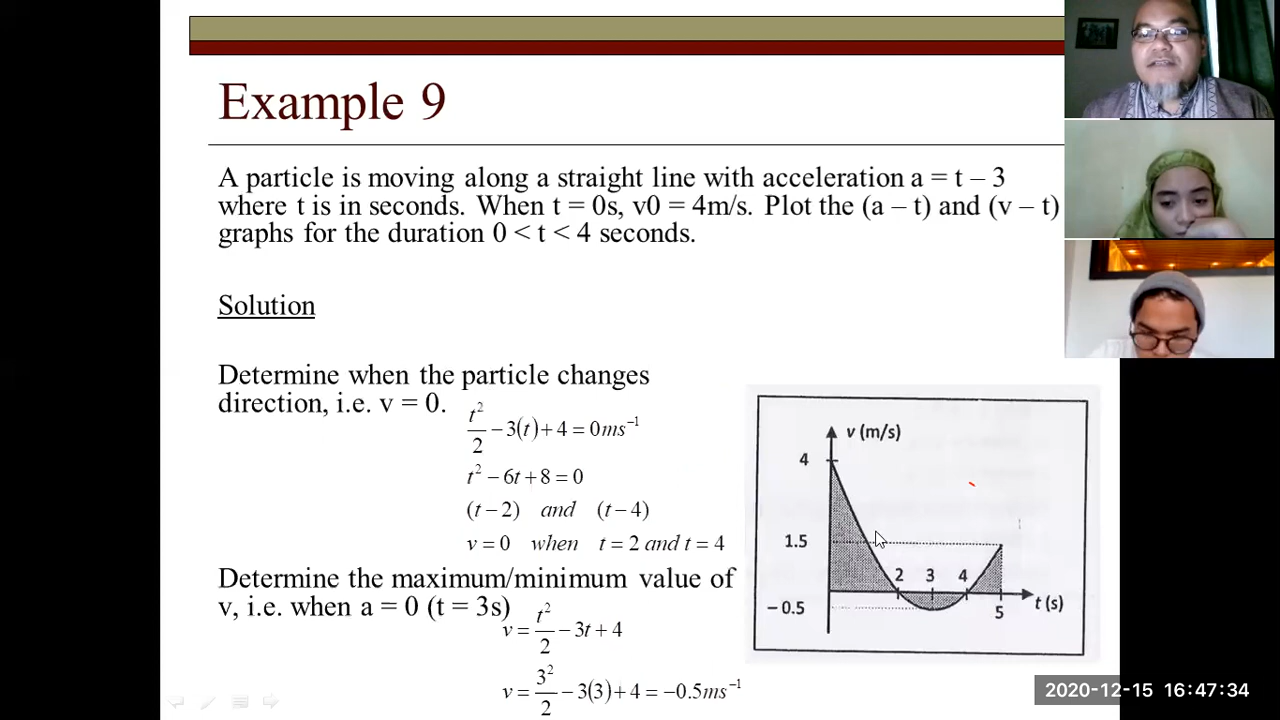 Example 9
A particle is moving along a straight line with acceleration a = t – 3
where t is in seconds. When t = 0s, v0 = 4m/s. Plot the (a – t) and (v – t)
graphs for the duration 0 < t < 4 seconds.
Solution
Determine when the particle changes
direction, i.e. v = 0.
t²/2 − 3(t) + 4 = 0ms⁻¹
t² − 6t + 8 = 0
(t − 2) and (t − 4)
v = 0 when t = 2 and t = 4
Determine the maximum/minimum value of
v, i.e. when a = 0 (t = 3s)
v = t²/2 − 3t + 4
v = 3²/2 − 3(3) + 4 = −0.5ms⁻¹
v (m/s)
4
1.5
2 3 4
– 0.5
5
t (s)
2020-12-15 16:47:34